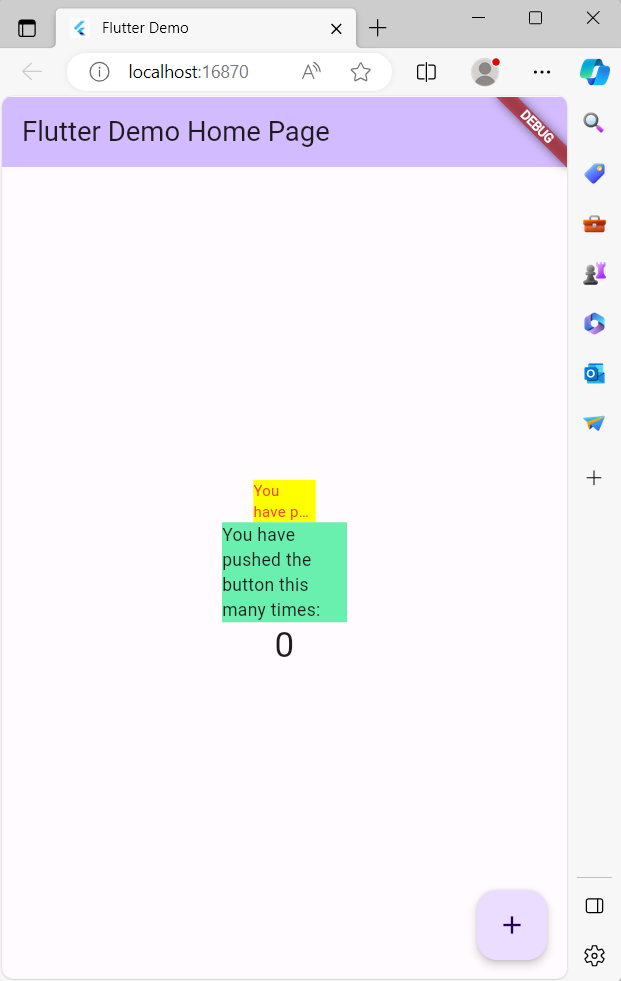 Flutter Demo
localhost:16870
Flutter Demo Home Page
DEBUG
You
have p…
You have
pushed the
button this
many times:
0